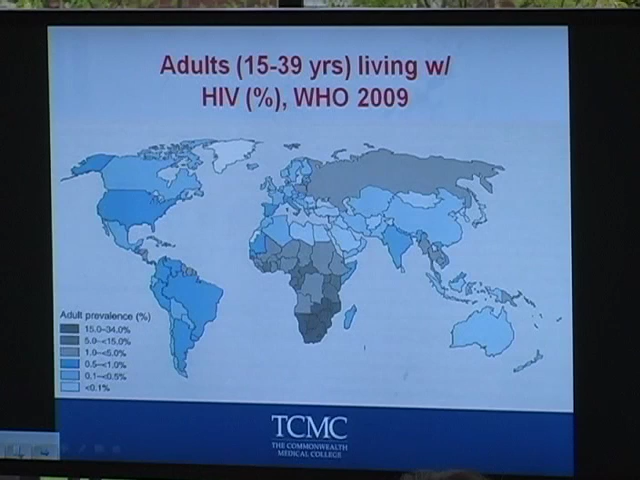 Adults (15-39 yrs) living w/
HIV (%), WHO 2009
Adult prevalence (%)
15.0–34.0%
5.0–<15.0%
1.0–<5.0%
0.5–<1.0%
0.1–<0.5%
<0.1%
TCMC
THE COMMONWEALTH
MEDICAL COLLEGE